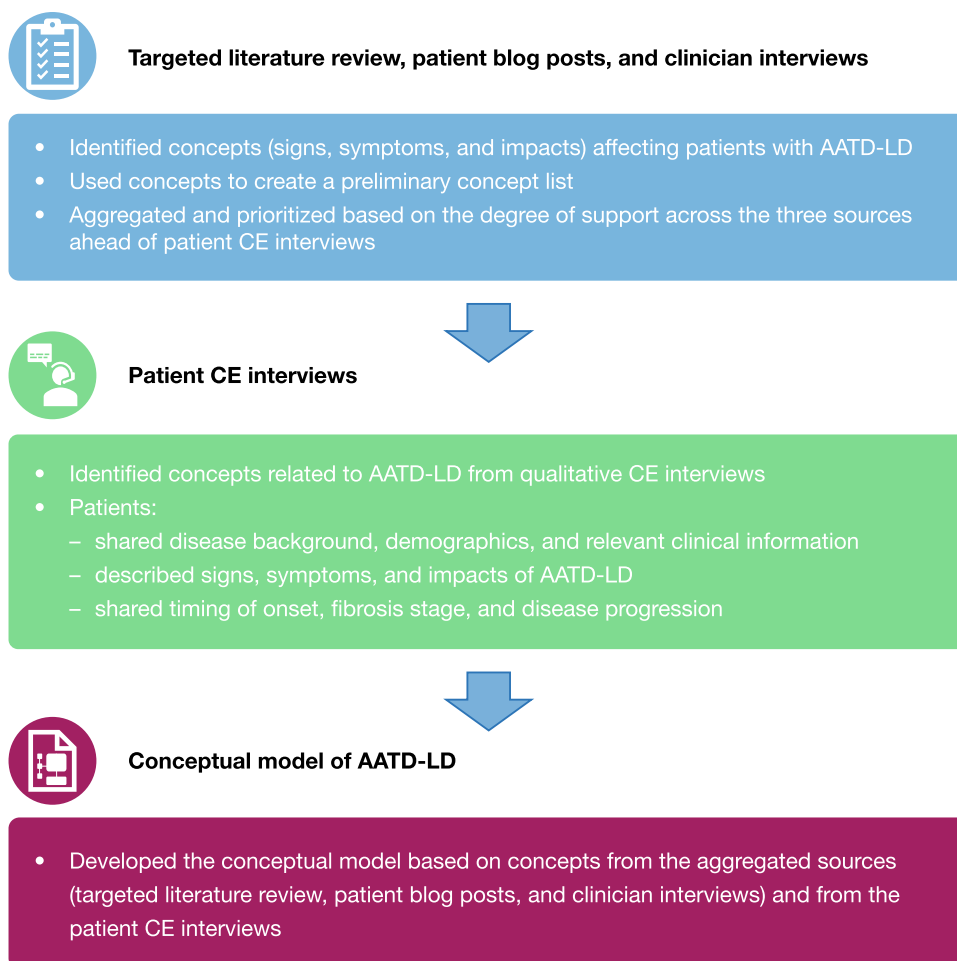 Targeted literature review, patient blog posts, and clinician interviews
• Identified concepts (signs, symptoms, and impacts) affecting patients with AATD-LD
• Used concepts to create a preliminary concept list
• Aggregated and prioritized based on the degree of support across the three sources
ahead of patient CE interviews
Patient CE interviews
• Identified concepts related to AATD-LD from qualitative CE interviews
• Patients:
– shared disease background, demographics, and relevant clinical information
– described signs, symptoms, and impacts of AATD-LD
– shared timing of onset, fibrosis stage, and disease progression
Conceptual model of AATD-LD
• Developed the conceptual model based on concepts from the aggregated sources
(targeted literature review, patient blog posts, and clinician interviews) and from the
patient CE interviews